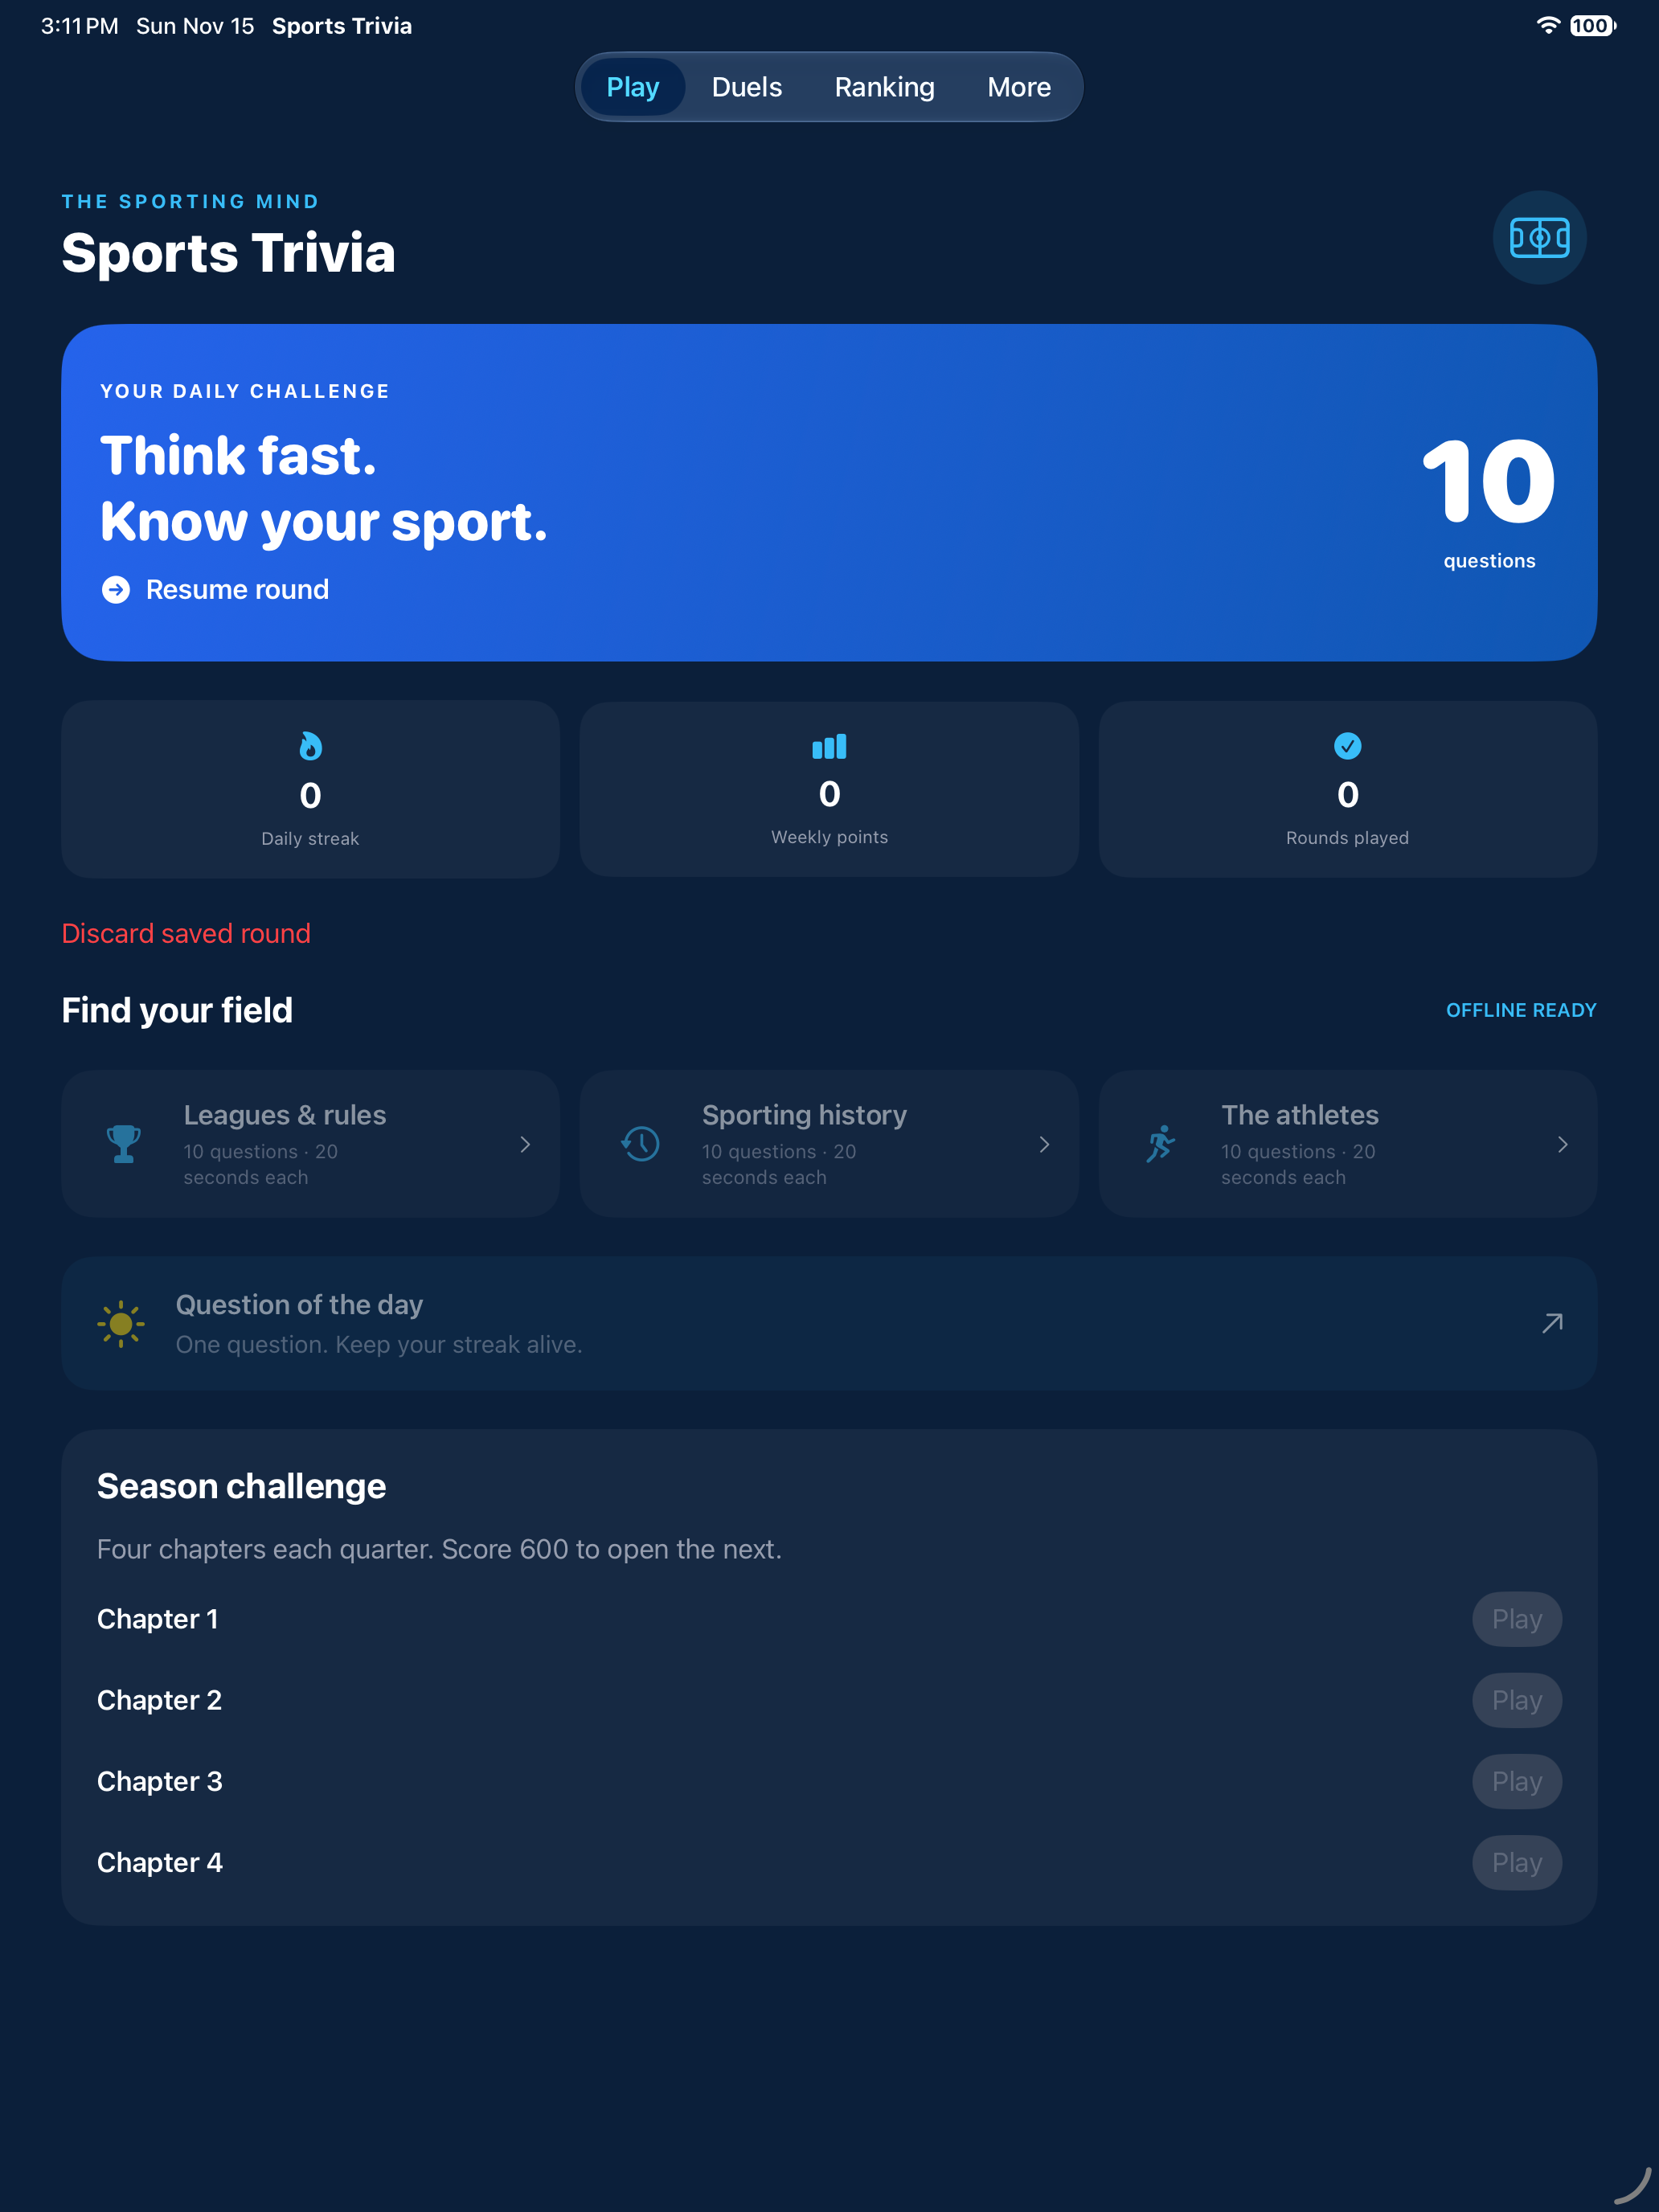 3:11 PM Sun Nov 15 Sports Trivia 100
Play Duels Ranking More
THE SPORTING MIND
Sports Trivia
YOUR DAILY CHALLENGE
Think fast.
Know your sport.
Resume round
10
questions
0
Daily streak
0
Weekly points
0
Rounds played
Discard saved round
Find your field
OFFLINE READY
Leagues & rules
10 questions · 20
seconds each
Sporting history
10 questions · 20
seconds each
The athletes
10 questions · 20
seconds each
Question of the day
One question. Keep your streak alive.
Season challenge
Four chapters each quarter. Score 600 to open the next.
Chapter 1 Play
Chapter 2 Play
Chapter 3 Play
Chapter 4 Play